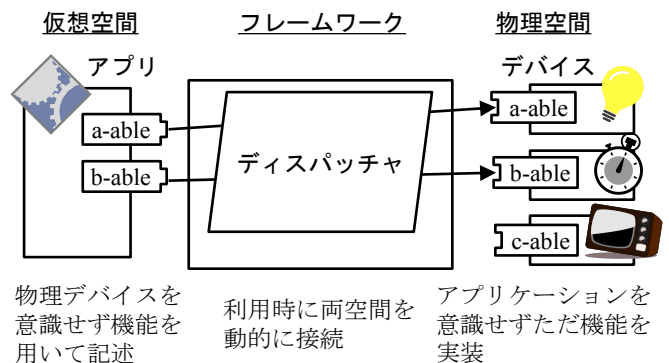 仮想空間
フレームワーク
物理空間
アプリ
デバイス
a-able
b-able
ディスパッチャ
a-able
b-able
c-able
物理デバイスを
意識せず機能を
用いて記述
利用時に両空間を
動的に接続
アプリケーションを
意識せずただ機能を
実装